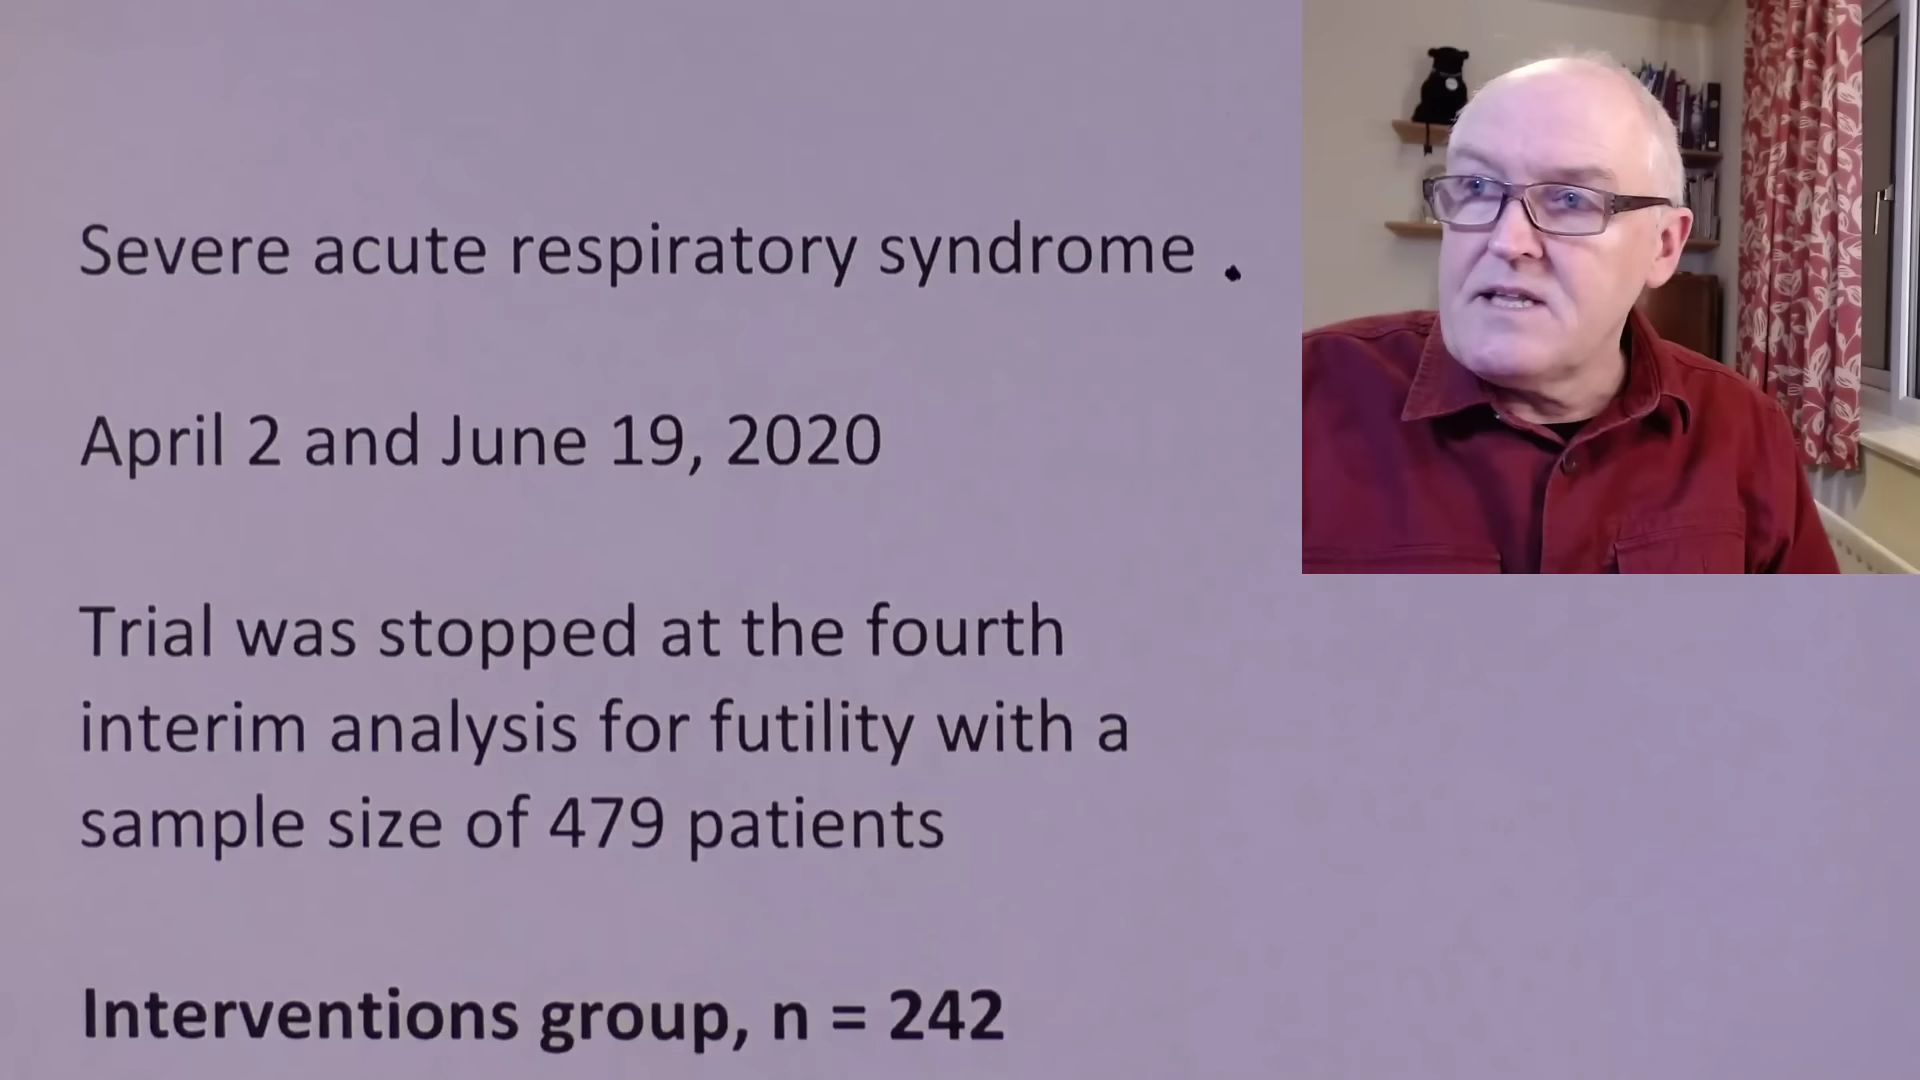 Severe acute respiratory syndrome .
April 2 and June 19, 2020
Trial was stopped at the fourth
interim analysis for futility with a
sample size of 479 patients
Interventions group, n = 242